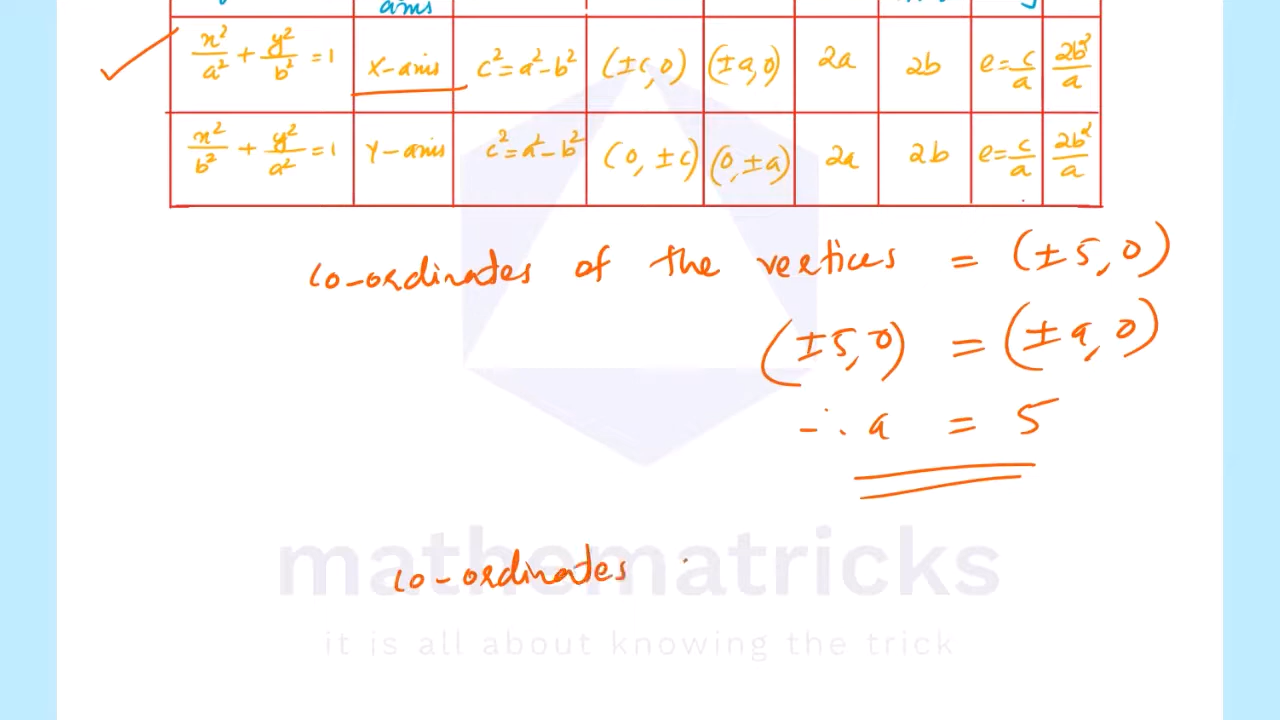 axis
x²/a² + y²/b² = 1 X-axis c² = a² - b² (±c, 0) (±a, 0) 2a 2b e = c/a 2b²/a
x²/b² + y²/a² = 1 Y-axis c² = a² - b² (0, ±c) (0, ±a) 2a 2b e = c/a 2b²/a
co-ordinates of the vertices = (±5, 0)
(±5, 0) = (±a, 0)
∴ a = 5
co-ordinates
mathematricks
it is all about knowing the trick